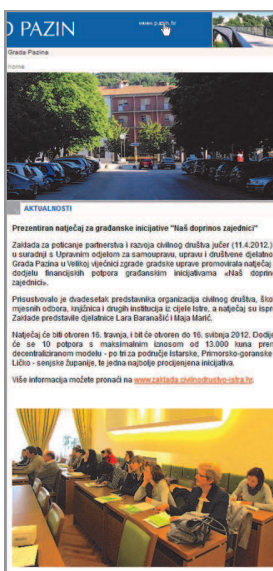 D PAZIN
www.pazin.hr
Grada Pazina
home
AKTUALNOSTI
Prezentiran natječaj za građanske inicijative "Naš doprinos zajednici"
Zaklada za poticanje partnerstva i razvoja civilnog društva jučer (11.4.2012.)
u suradnji s Upravnim odjelom za samoupravu, upravu i društvene djelatno
Grada Pazina u Velikoj vijećnici zgrade gradske uprave promovirala natječaj
dodjelu financijskih potpora građanskim inicijativama «Naš doprin
zajednici».
Prisustvovalo je dvadesetak predstavnika organizacija civilnog društva, ško
mjesnih odbora, knjižnica i drugih institucija iz cijele Istre, a natječaj su ispre
Zaklade predstavile djelatnice Lara Baranašić i Maja Marić.
Natječaj će biti otvoren 16. travnja, i bit će otvoren do 16. svibnja 2012. Dodije
će se 10 potpora s maksimalnim iznosom od 13.000 kuna pren
decentraliziranom modelu - po tri za područje Istarske, Primorsko-goranske
Ličko - senjske županije, te jedna najbolje procijenjena inicijativa.
Više informacija možete pronaći na www.zaklada.civilnodrustvo-istra.hr.